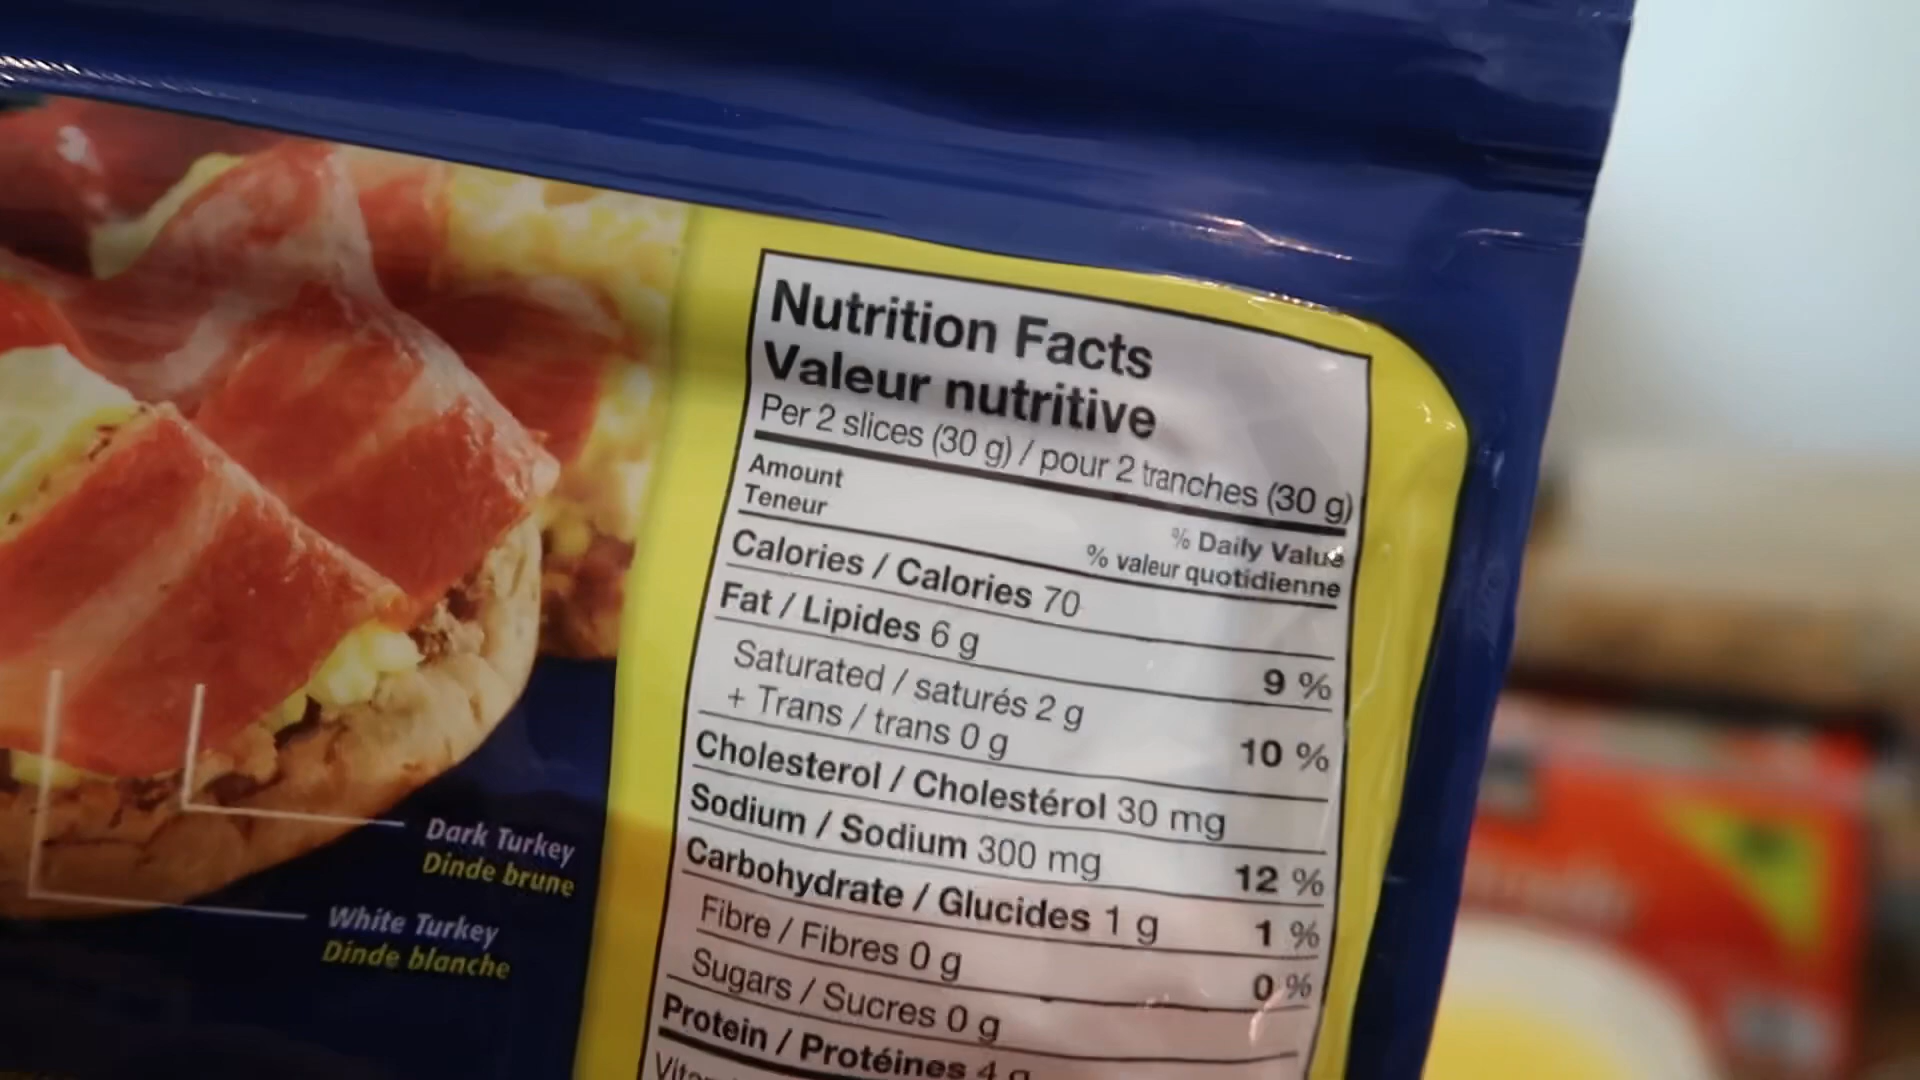 Nutrition Facts
Valeur nutritive
Per 2 slices (30 g) / pour 2 tranches (30 g)
Amount
Teneur
% Daily Value
% valeur quotidienne
Calories / Calories 70
Fat / Lipides 6 g 9 %
Saturated / saturés 2 g
+ Trans / trans 0 g 10 %
Cholesterol / Cholestérol 30 mg
Sodium / Sodium 300 mg 12 %
Carbohydrate / Glucides 1 g 1 %
Fibre / Fibres 0 g 0 %
Sugars / Sucres 0 g
Protein / Protéines 4 g
Dark Turkey
Dinde brune
White Turkey
Dinde blanche